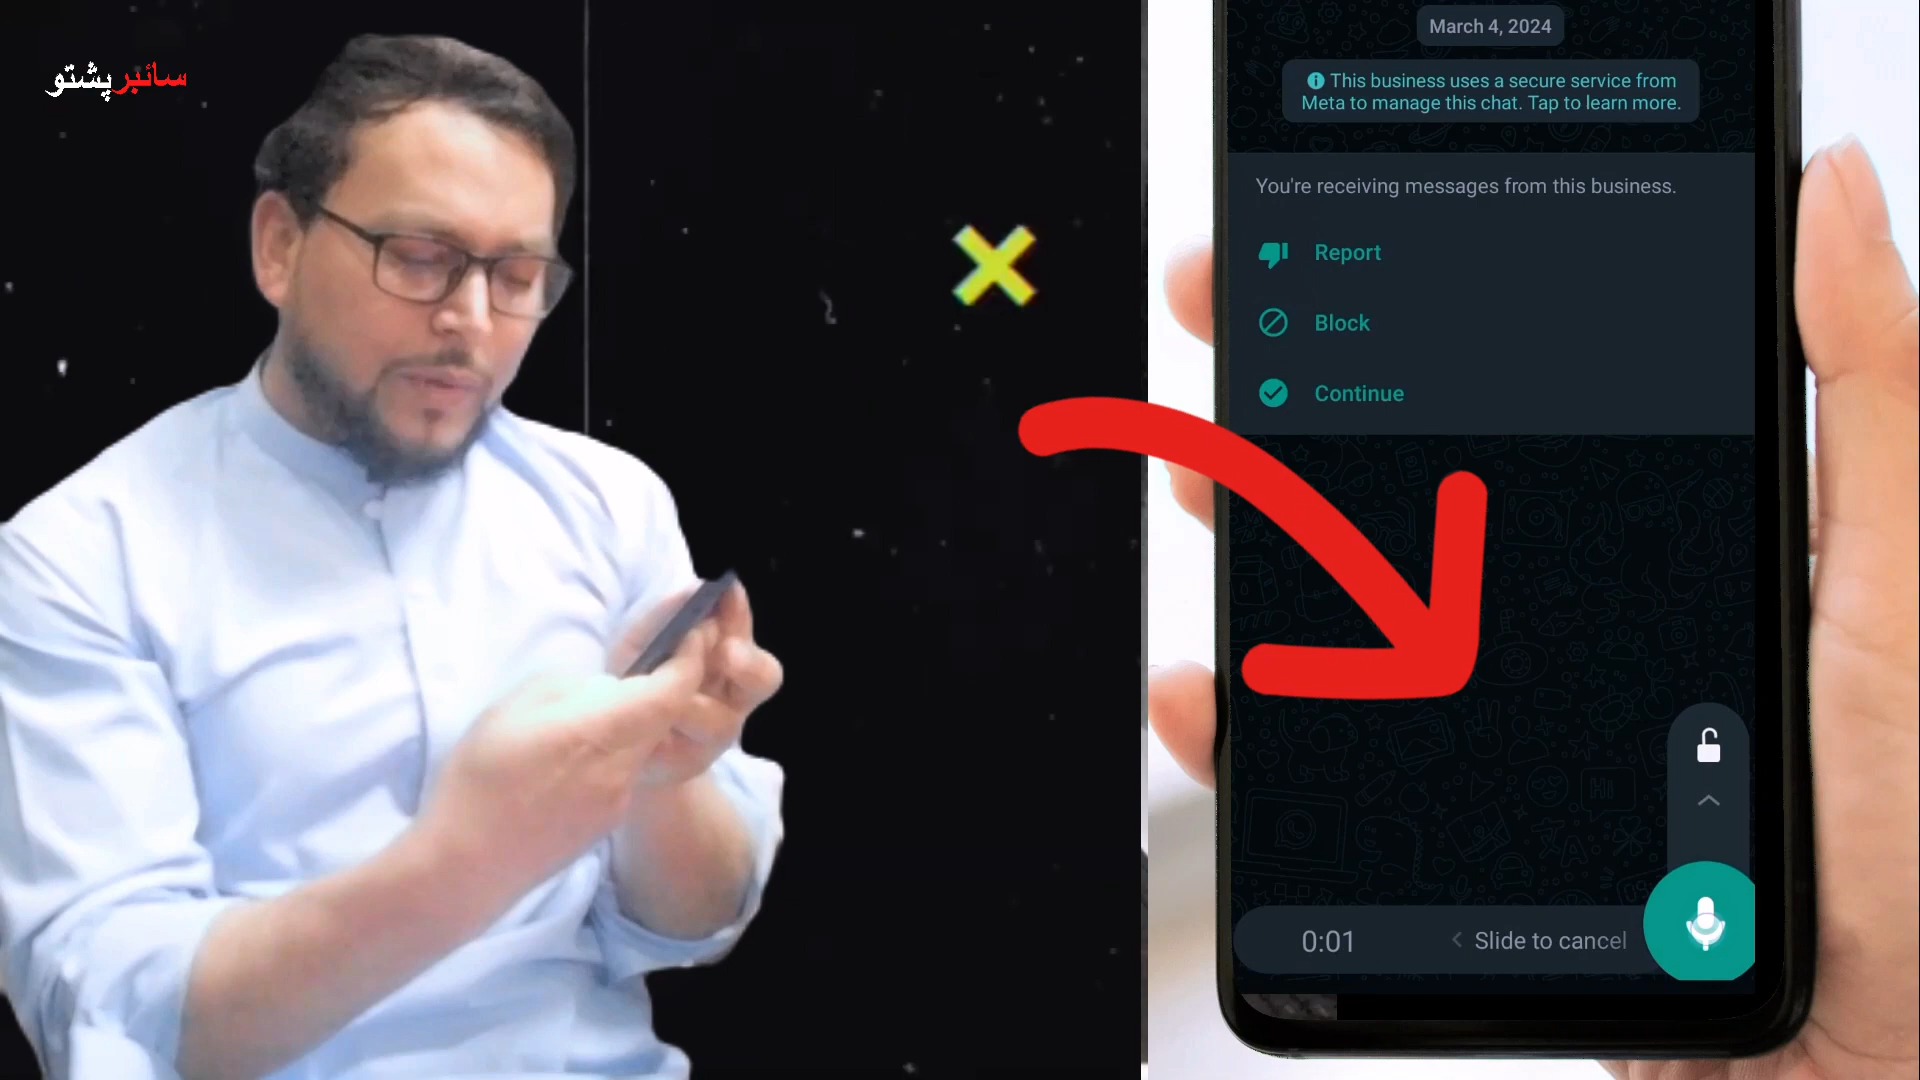 سائبر پشتو
March 4, 2024
This business uses a secure service from
Meta to manage this chat. Tap to learn more.
You're receiving messages from this business.
Report
Block
Continue
0:01
Slide to cancel